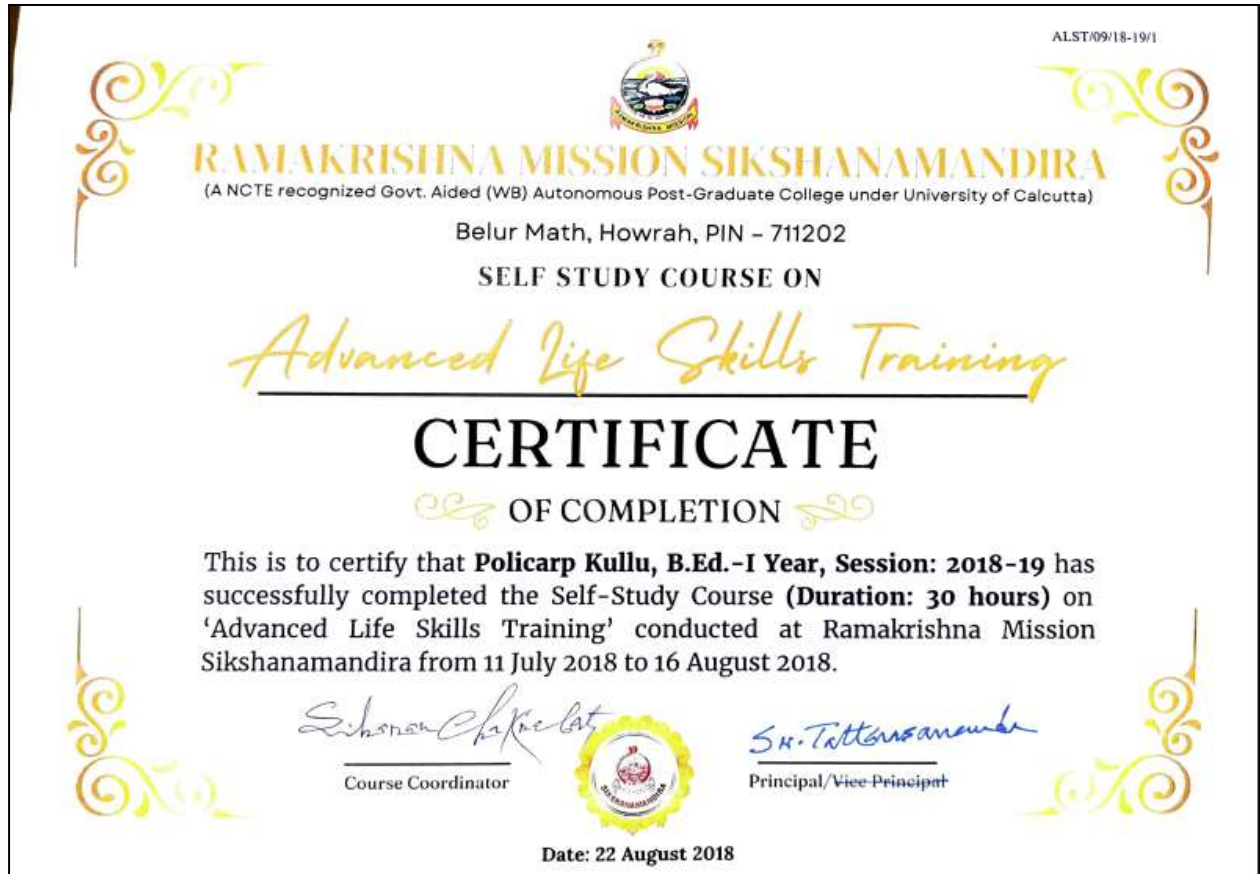 ALST/09/18-19/1
RAMAKRISHNA MISSION
RAMAKRISHNA MISSION SIKSHANAMANDIRA
(A NCTE recognized Govt. Aided (WB) Autonomous Post-Graduate College under University of Calcutta)
Belur Math, Howrah, PIN – 711202
SELF STUDY COURSE ON
Advanced Life Skills Training
CERTIFICATE
OF COMPLETION
This is to certify that Policarp Kullu, B.Ed.-I Year, Session: 2018-19 has
successfully completed the Self-Study Course (Duration: 30 hours) on
‘Advanced Life Skills Training’ conducted at Ramakrishna Mission
Sikshanamandira from 11 July 2018 to 16 August 2018.
Course Coordinator
SIKSHANAMANDIRA
Principal/Vice Principal
Date: 22 August 2018